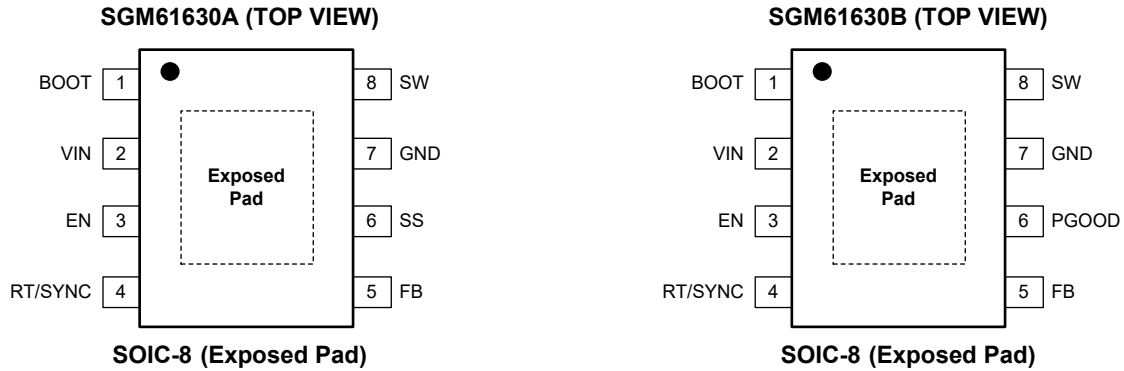 SGM61630A (TOP VIEW)
BOOT 1 8 SW
VIN 2 7 GND
Exposed
Pad
EN 3 6 SS
RT/SYNC 4 5 FB
SOIC-8 (Exposed Pad)
SGM61630B (TOP VIEW)
BOOT 1 8 SW
VIN 2 7 GND
Exposed
Pad
EN 3 6 PGOOD
RT/SYNC 4 5 FB
SOIC-8 (Exposed Pad)